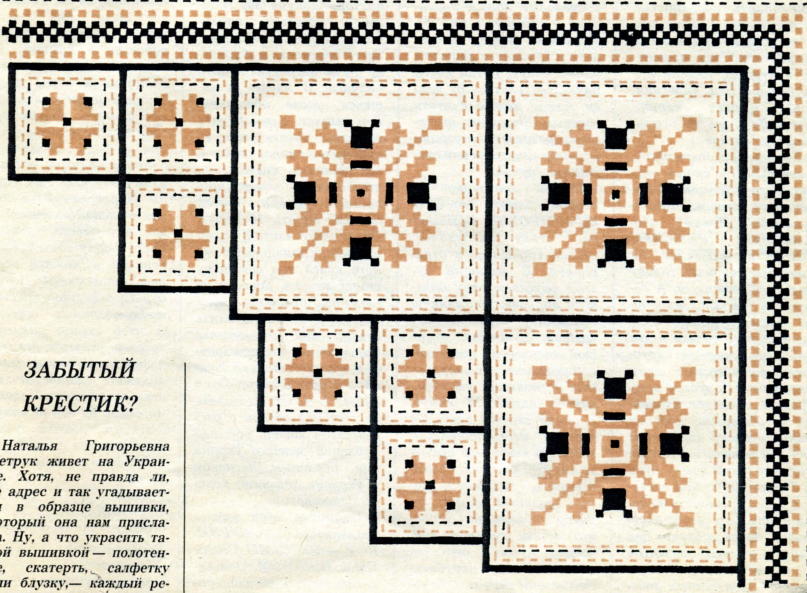 ЗАБЫТЫЙ
КРЕСТИК?
Наталья Григорьевна
етрук живет на Украи-
е. Хотя, не правда ли,
адрес и так угадывает-
в образце вышивки,
оторый она нам присла-
а. Ну, а что украсить та-
ой вышивкой — полотен-
е, скатерть, салфетку
ли блузку,— каждый ре-